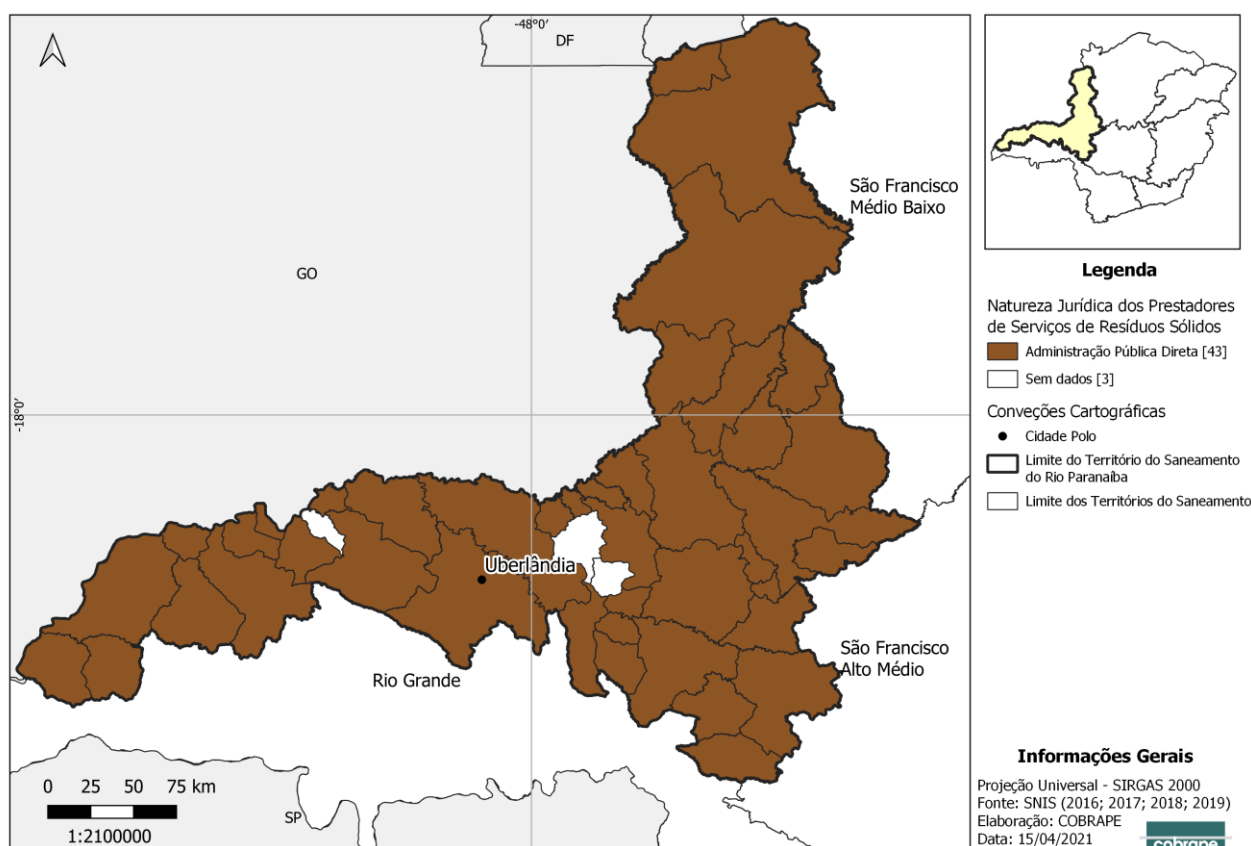 -48°0'
DF
São Francisco
Médio Baixo
GO
-18°0'
Uberlândia
São Francisco
Alto Médio
Rio Grande
0 25 50 75 km
1:2100000
SP
Legenda
Natureza Jurídica dos Prestadores
de Serviços de Resíduos Sólidos
Administração Pública Direta [43]
Sem dados [3]
Conveções Cartográficas
Cidade Polo
Limite do Território do Saneamento
do Rio Paranaíba
Limite dos Territórios do Saneamento
Informações Gerais
Projeção Universal - SIRGAS 2000
Fonte: SNIS (2016; 2017; 2018; 2019)
Elaboração: COBRAPE
Data: 15/04/2021
cobrape